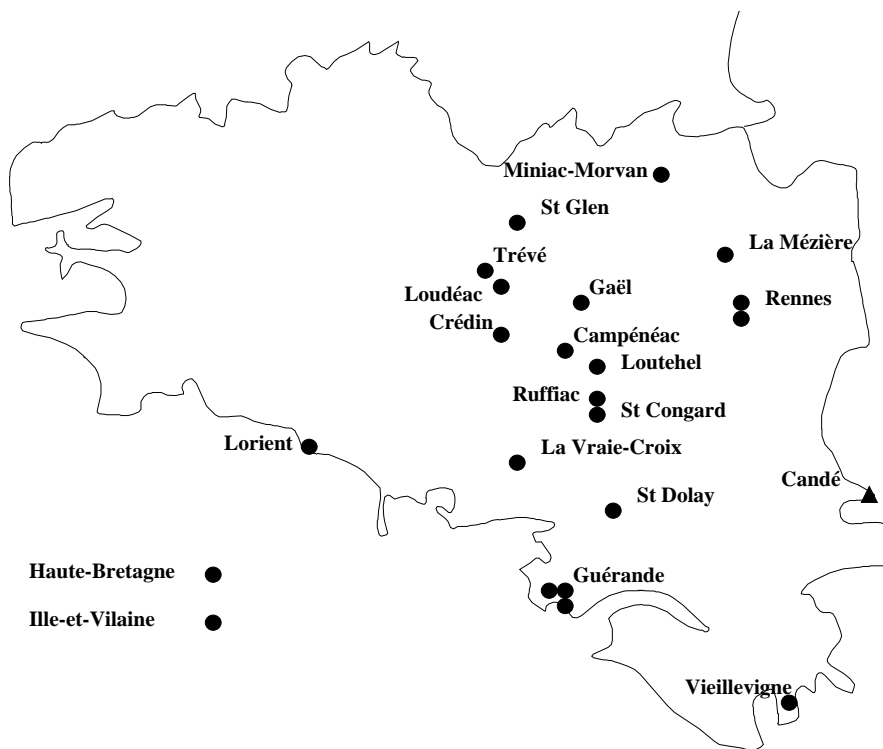 Miniac-Morvan
St Glen
La Mézière
Trévé
Loudéac
Gaël
Rennes
Crédin
Campénéac
Loutehel
Ruffiac
St Congard
Lorient
La Vraie-Croix
Candé
St Dolay
Haute-Bretagne
Guérande
Ille-et-Vilaine
Vieillevigne